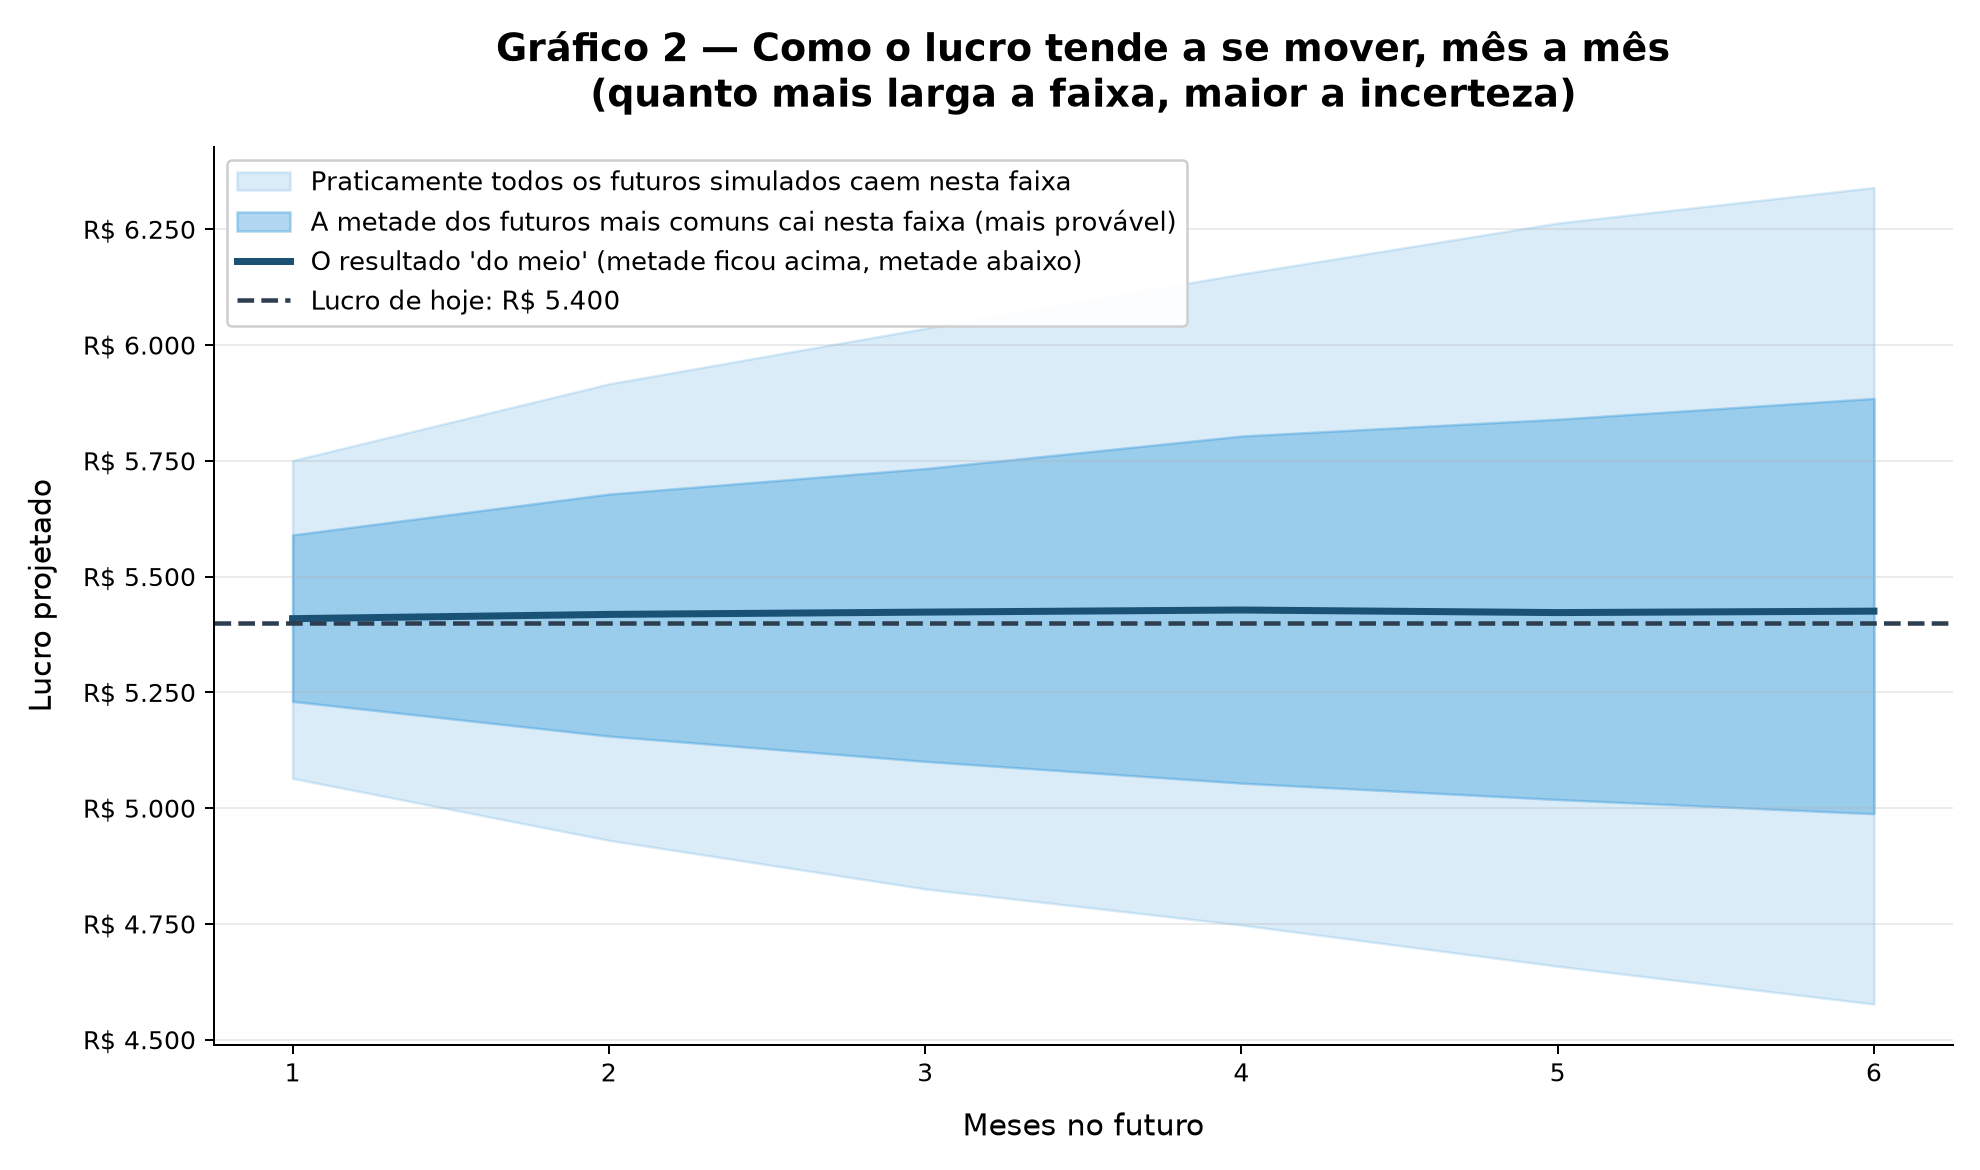 Gráfico 2 — Como o lucro tende a se mover, mês a mês
(quanto mais larga a faixa, maior a incerteza)
Praticamente todos os futuros simulados caem nesta faixa
A metade dos futuros mais comuns cai nesta faixa (mais provável)
O resultado 'do meio' (metade ficou acima, metade abaixo)
Lucro de hoje: R$ 5.400
Lucro projetado
R$ 6.250
R$ 6.000
R$ 5.750
R$ 5.500
R$ 5.250
R$ 5.000
R$ 4.750
R$ 4.500
1 2 3 4 5 6
Meses no futuro